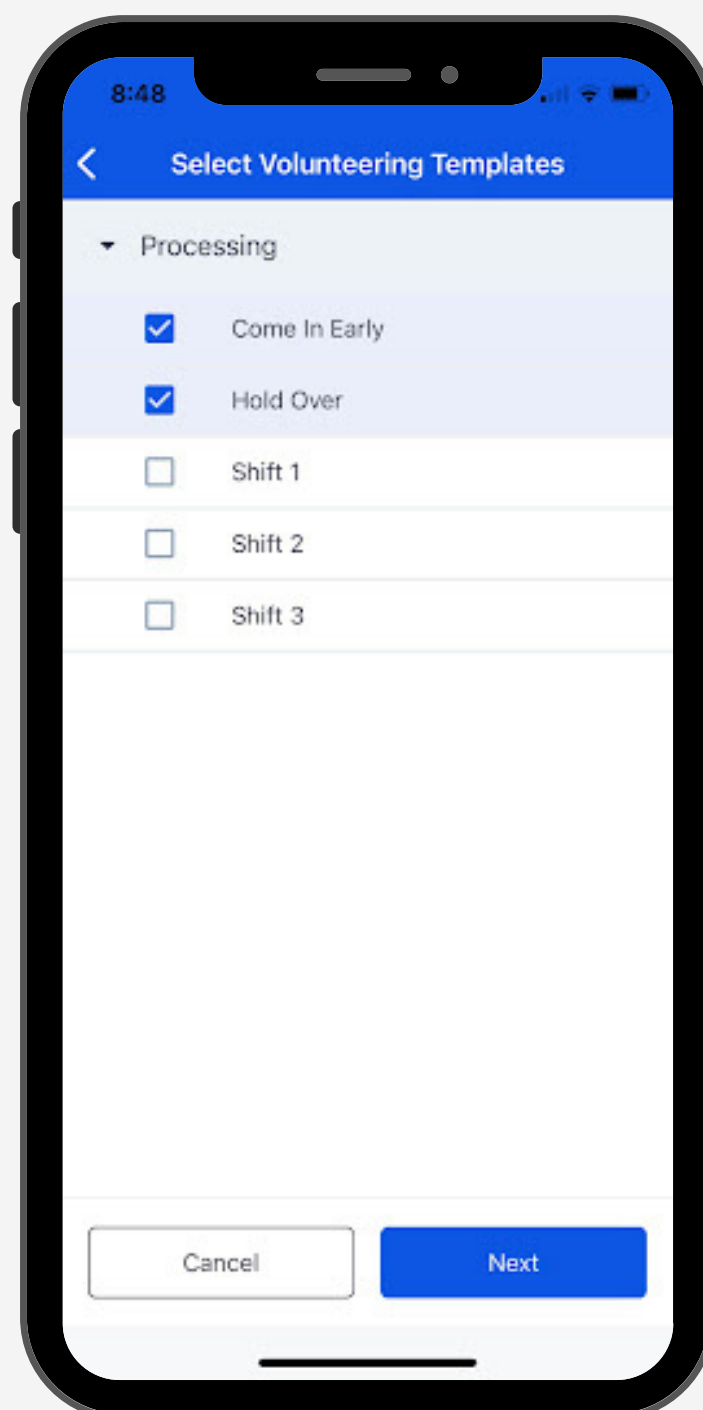 8:48
Select Volunteering Templates
Processing
Come In Early
Hold Over
Shift 1
Shift 2
Shift 3
Cancel
Next